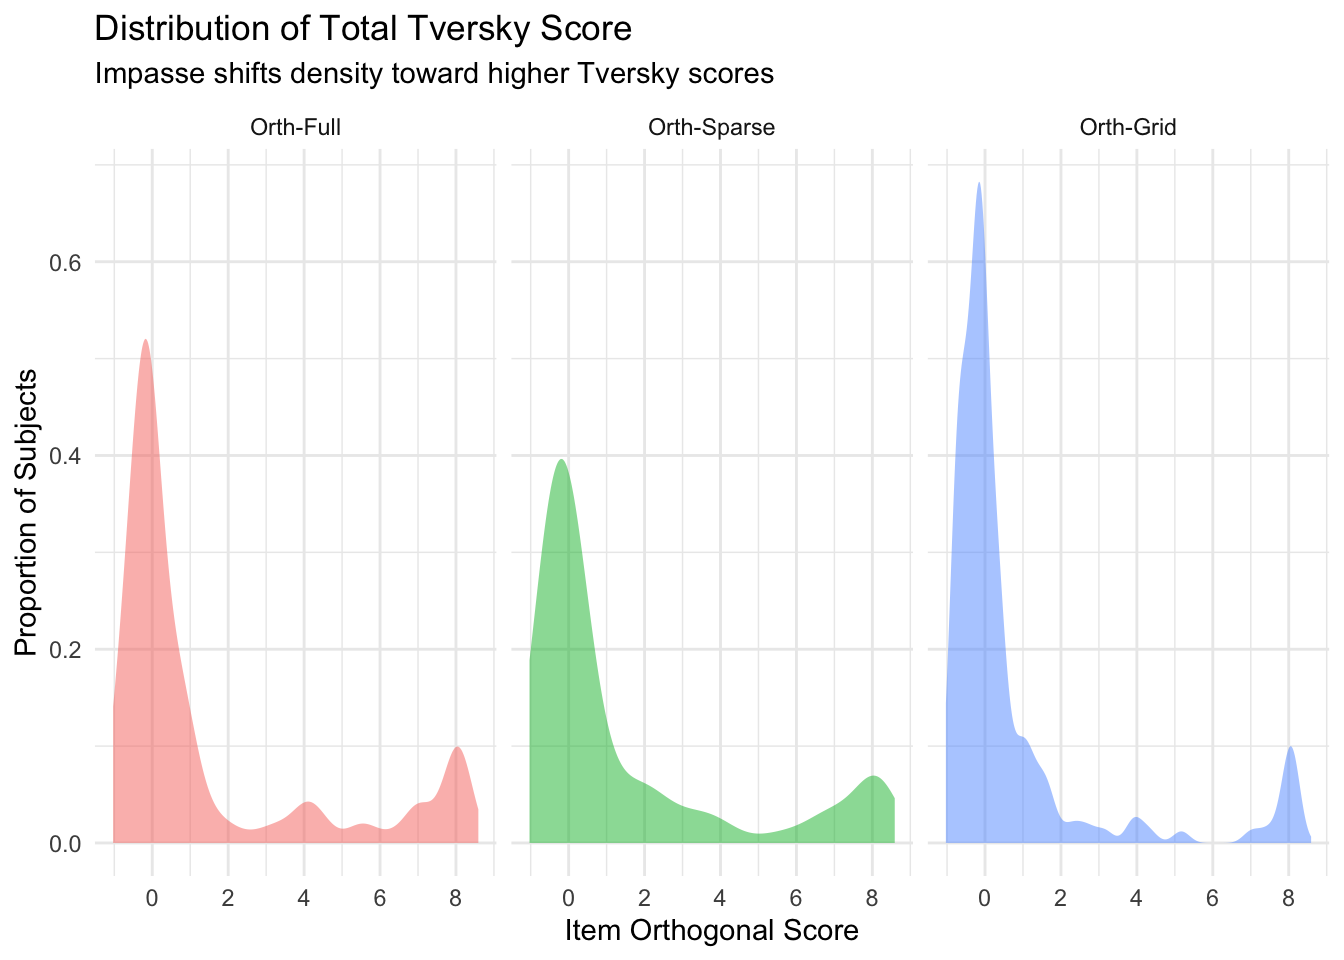 Distribution of Total Tversky Score
Impasse shifts density toward higher Tversky scores
Orth-Full
Orth-Sparse
Orth-Grid
Proportion of Subjects
0.6
0.4
0.2
0.0
0 2 4 6 8
0 2 4 6 8
0 2 4 6 8
Item Orthogonal Score